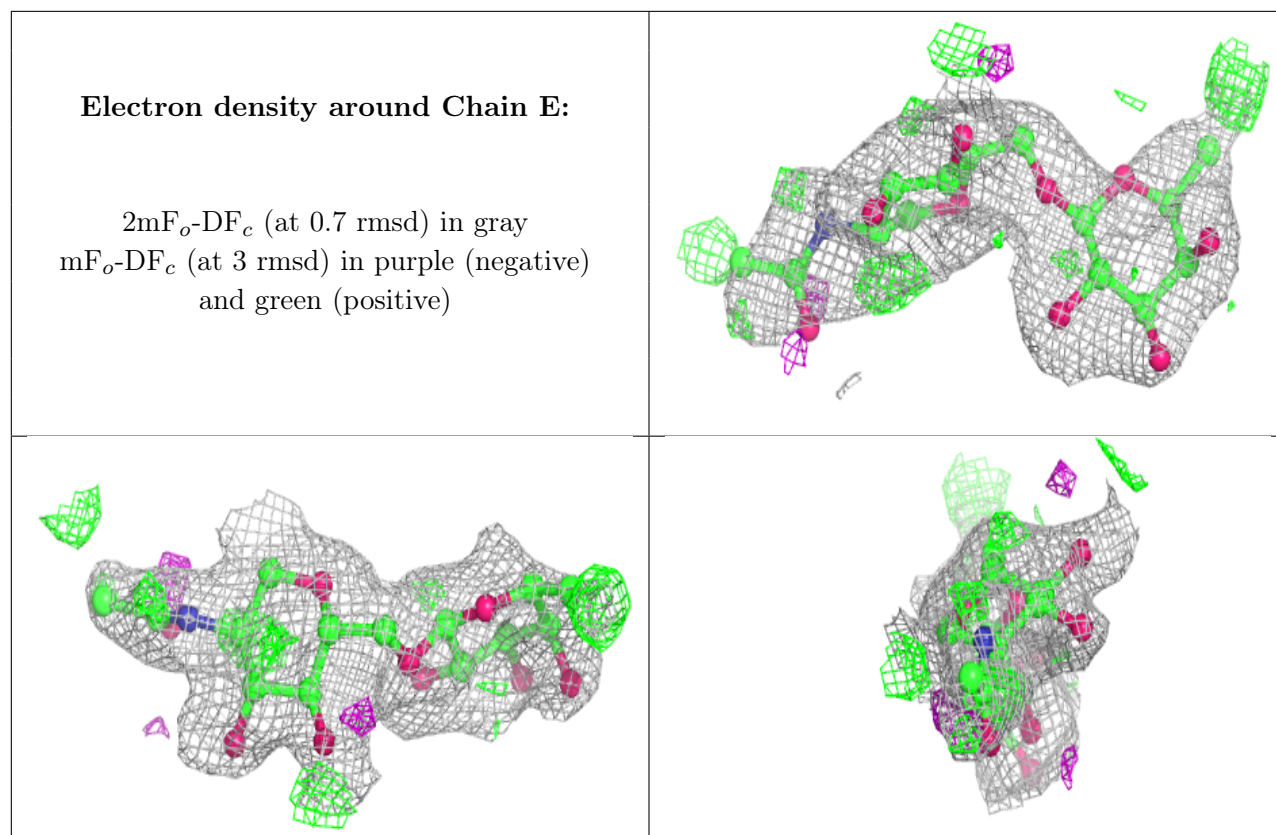 Electron density around Chain E:
2mFo-DFc (at 0.7 rmsd) in gray
mFo-DFc (at 3 rmsd) in purple (negative)
and green (positive)